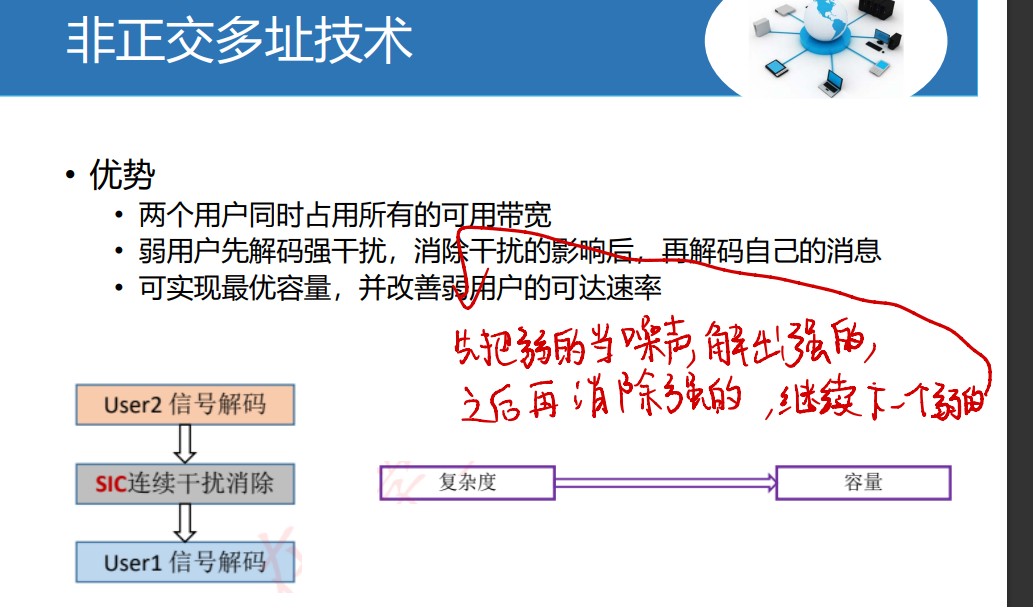 非正交多址技术
• 优势
• 两个用户同时占用所有的可用带宽
• 弱用户先解码强干扰，消除干扰的影响后，再解码自己的消息
• 可实现最优容量，并改善弱用户的可达速率
先把弱的当噪声,解出强的,
之后再消除强的,继续下一个弱的
User2 信号解码
SIC连续干扰消除
复杂度
容量
User1 信号解码